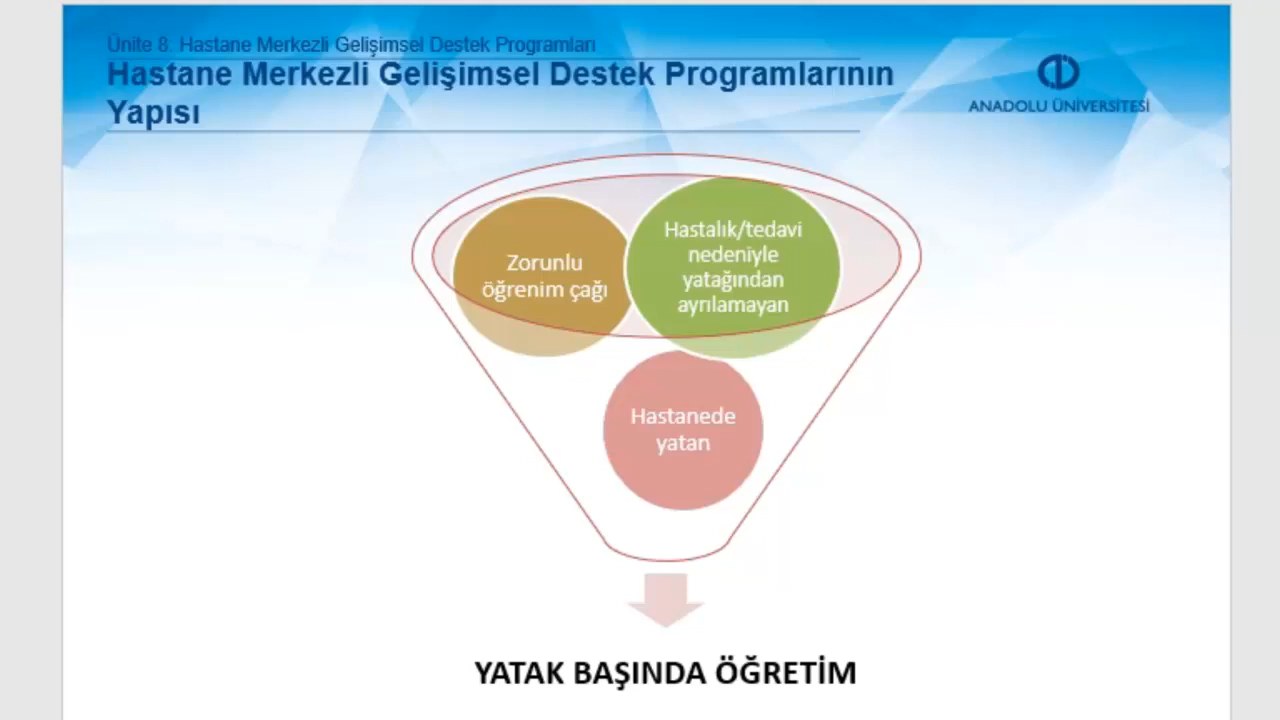 Ünite 8: Hastane Merkezli Gelişimsel Destek Programları
Hastane Merkezli Gelişimsel Destek Programlarının
Yapısı
ANADOLU ÜNİVERSİTESİ
Zorunlu
öğrenim çağı
Hastalık/tedavi
nedeniyle
yatağından
ayrılamayan
Hastanede
yatan
YATAK BAŞINDA ÖĞRETİM